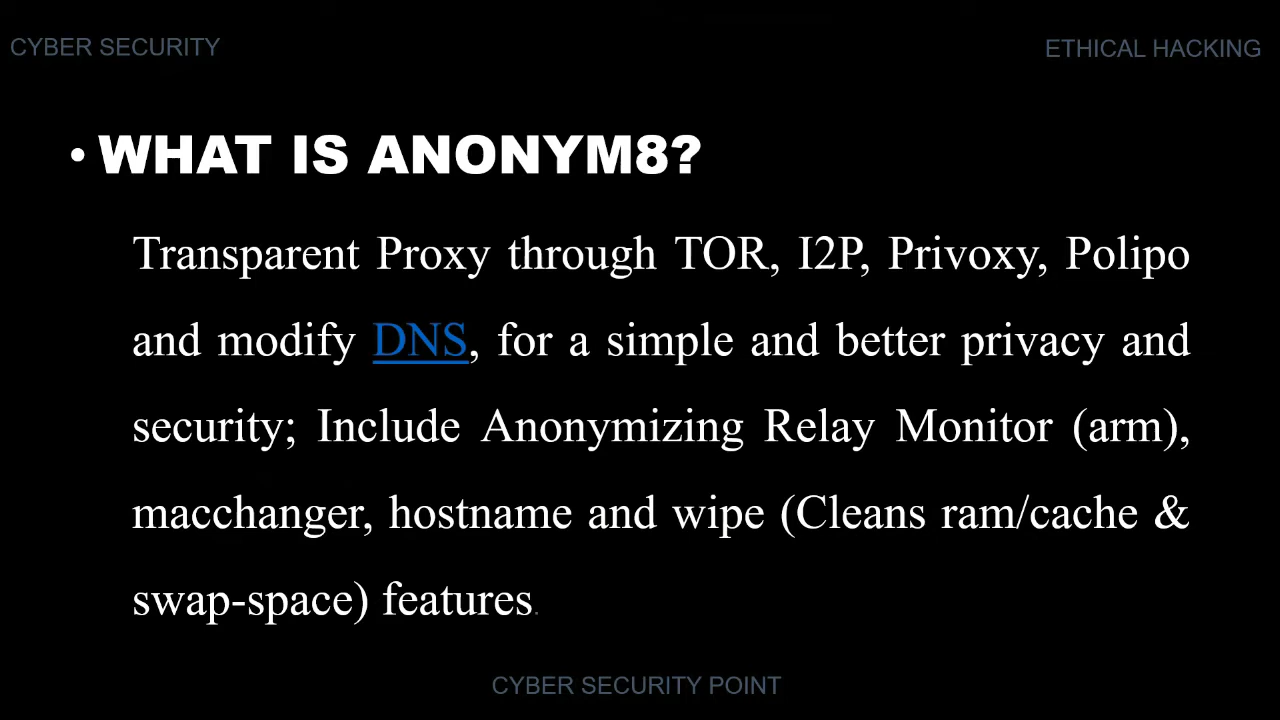 CYBER SECURITY
ETHICAL HACKING
• WHAT IS ANONYM8?
Transparent Proxy through TOR, I2P, Privoxy, Polipo
and modify DNS, for a simple and better privacy and
security; Include Anonymizing Relay Monitor (arm),
macchanger, hostname and wipe (Cleans ram/cache &
swap-space) features.
CYBER SECURITY POINT